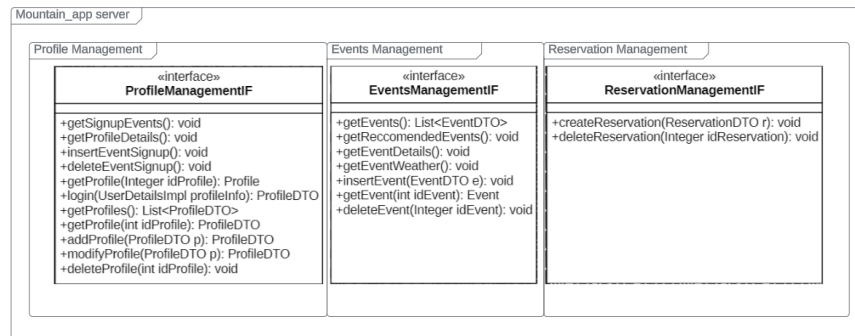 Mountain_app server
Profile Management
«interface»
ProfileManagementIF
+getSignupEvents(): void
+getProfileDetails(): void
+insertEventSignup(): void
+deleteEventSignup(): void
+getProfile(Integer idProfile): Profile
+login(UserDetailsImpl profileInfo): ProfileDTO
+getProfiles(): List<ProfileDTO>
+getProfile(int idProfile): ProfileDTO
+addProfile(ProfileDTO p): ProfileDTO
+modifyProfile(ProfileDTO p): ProfileDTO
+deleteProfile(int idProfile): void
Events Management
«interface»
EventsManagementIF
+getEvents(): List<EventDTO>
+getReccomendedEvents(): void
+getEventDetails(): void
+getEventWeather(): void
+insertEvent(EventDTO e): void
+getEvent(int idEvent): Event
+deleteEvent(Integer idEvent): void
Reservation Management
«interface»
ReservationManagementIF
+createReservation(ReservationDTO r): void
+deleteReservation(Integer idReservation): void